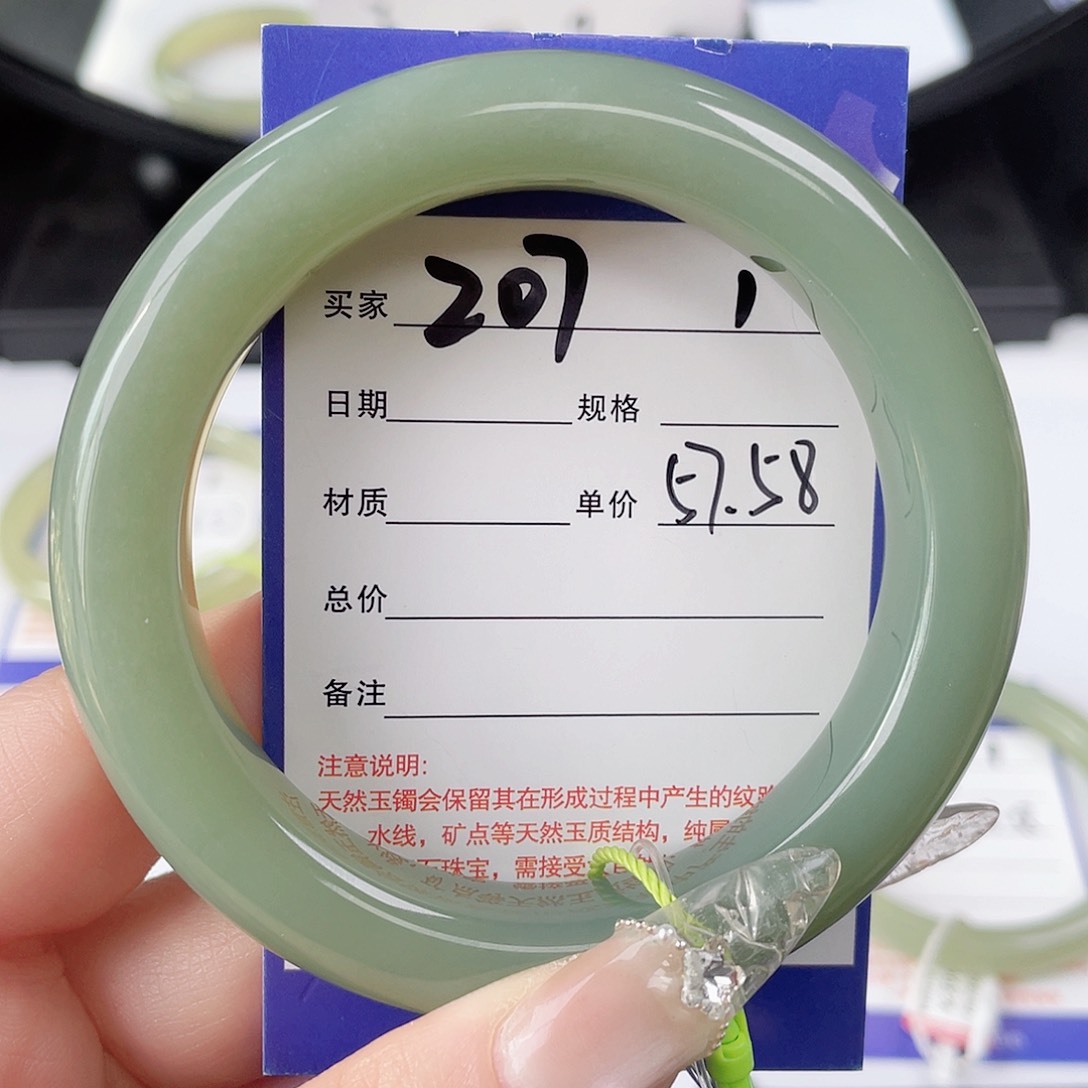 买家 207 1
日期 规格
材质 单价 57.58
总价
备注
注意说明:
天然玉镯会保留其在形成过程中产生的纹
水线，矿点等天然玉质结构，纯属
玉珠宝，需接受